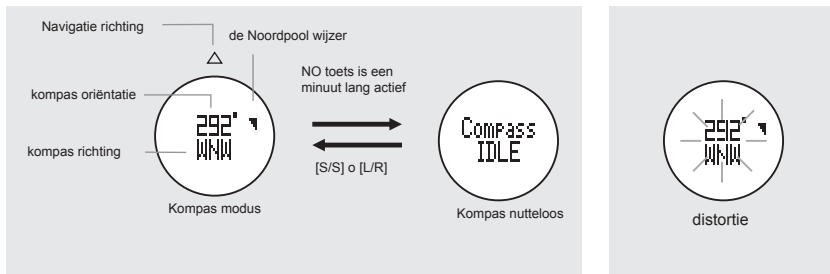 Navigatie richting
de Noordpool wijzer
kompas oriëntatie
kompas richting
292°
WNW
Kompas modus
NO toets is een
minuut lang actief
[S/S] o [L/R]
Compass
IDLE
Kompas nutteloos
292°
WNW
distortie